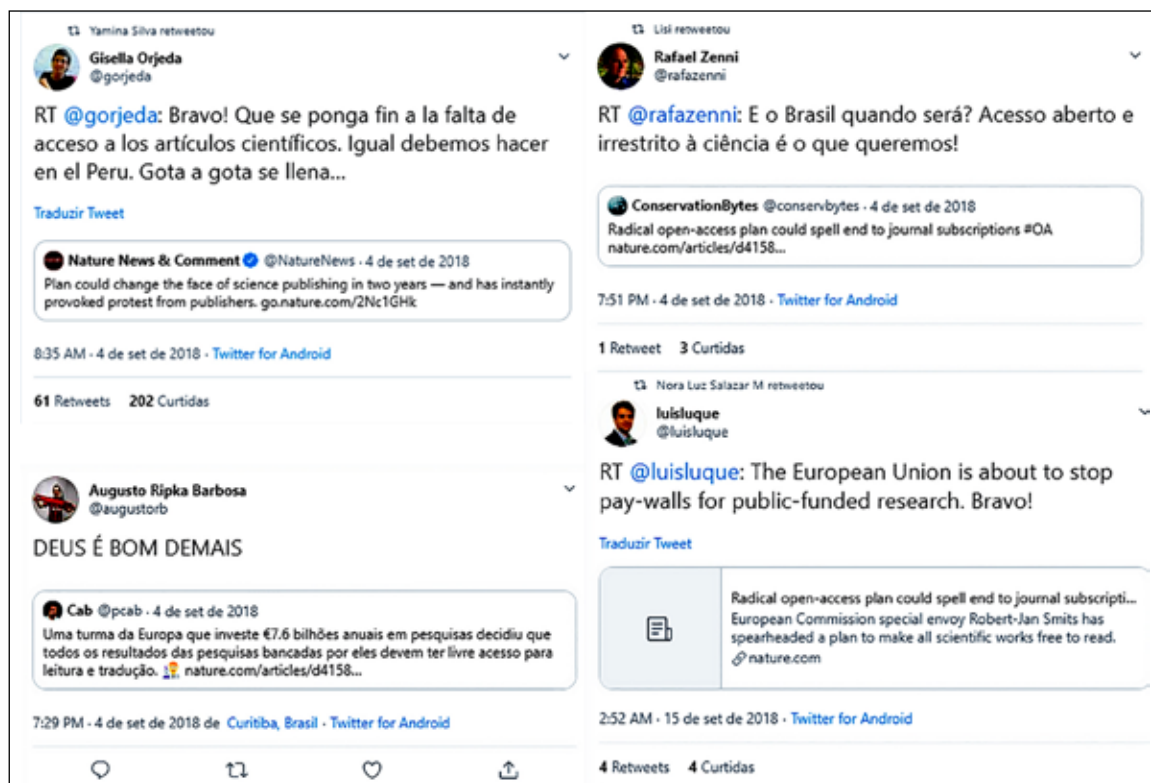 Yamina Silva retweetou
Gisella Orjeda
@gorjeda
RT @gorjeda: Bravo! Que se ponga fin a la falta de
acceso a los artículos científicos. Igual debemos hacer
en el Peru. Gota a gota se llena...
Traduzir Tweet
Nature News & Comment @NatureNews · 4 de set de 2018
Plan could change the face of science publishing in two years — and has instantly
provoked protest from publishers. go.nature.com/2Nc1GHk
8:35 AM · 4 de set de 2018 · Twitter for Android
61 Retweets 202 Curtidas
Augusto Ripka Barbosa
@augustorb
DEUS É BOM DEMAIS
Cab @pcab · 4 de set de 2018
Uma turma da Europa que investe €7.6 bilhões anuais em pesquisas decidiu que
todos os resultados das pesquisas bancadas por eles devem ter livre acesso para
leitura e tradução. nature.com/articles/d4158...
7:29 PM · 4 de set de 2018 de Curitiba, Brasil · Twitter for Android
Lisi retweetou
Rafael Zenni
@rafazenni
RT @rafazenni: E o Brasil quando será? Acesso aberto e
irrestrito à ciência é o que queremos!
ConservationBytes @conservbytes · 4 de set de 2018
Radical open-access plan could spell end to journal subscriptions #OA
nature.com/articles/d4158...
7:51 PM · 4 de set de 2018 · Twitter for Android
1 Retweet 3 Curtidas
Nora Luz Salazar M retweetou
luisluque
@luisluque
RT @luisluque: The European Union is about to stop
pay-walls for public-funded research. Bravo!
Traduzir Tweet
Radical open-access plan could spell end to journal subscripti...
European Commission special envoy Robert-Jan Smits has
spearheaded a plan to make all scientific works free to read.
nature.com
2:52 AM · 15 de set de 2018 · Twitter for Android
4 Retweets 4 Curtidas